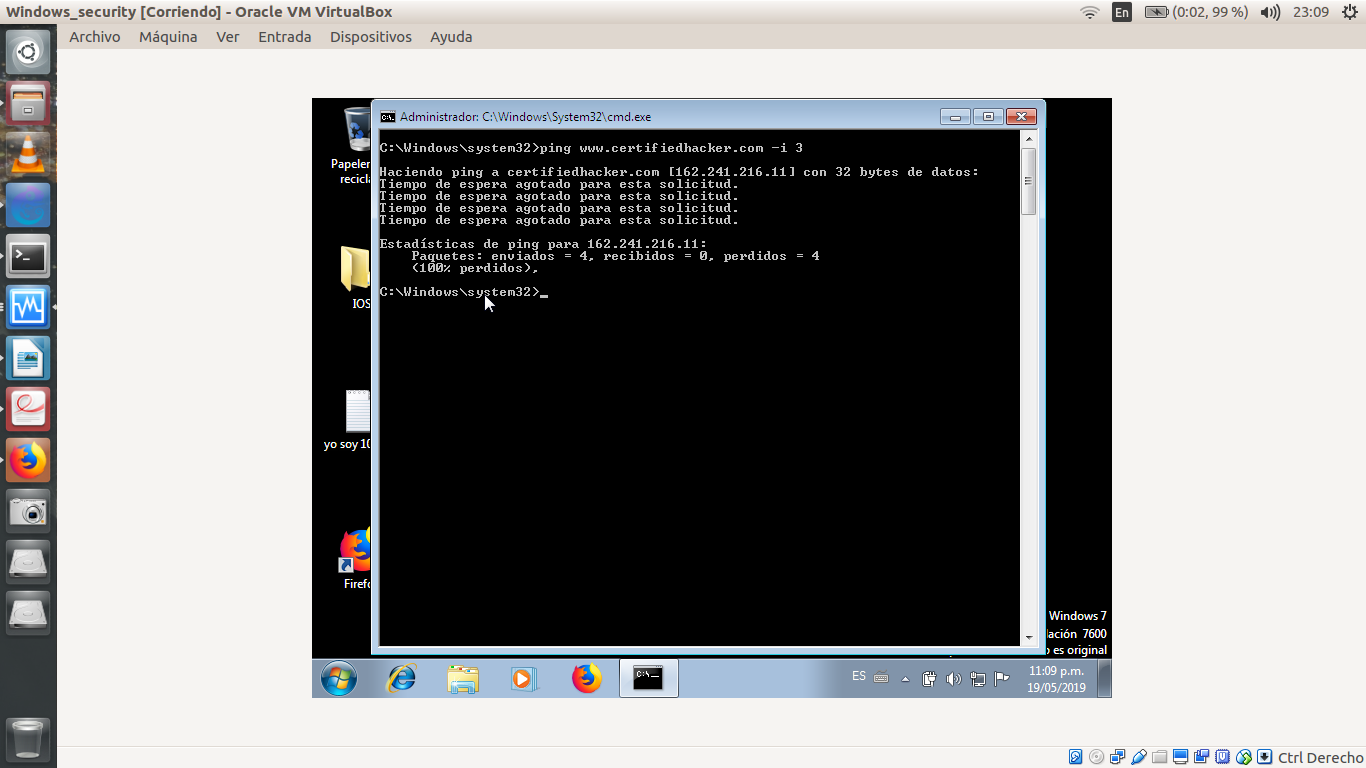 Windows_security [Corriendo] - Oracle VM VirtualBox
En
(0:02, 99 %)
23:09
Archivo Máquina Ver Entrada Dispositivos Ayuda
Papelera
recicl
IOS
yo soy 10
Firefo
Administrador: C:\Windows\System32\cmd.exe
C:\Windows\system32>ping www.certifiedhacker.com -i 3
Haciendo ping a certifiedhacker.com [162.241.216.11] con 32 bytes de datos:
Tiempo de espera agotado para esta solicitud.
Tiempo de espera agotado para esta solicitud.
Tiempo de espera agotado para esta solicitud.
Tiempo de espera agotado para esta solicitud.
Estadísticas de ping para 162.241.216.11:
Paquetes: enviados = 4, recibidos = 0, perdidos = 4
(100% perdidos),
C:\Windows\system32>_
Windows 7
lación 7600
o es original
ES
11:09 p.m.
19/05/2019
Ctrl Derecho